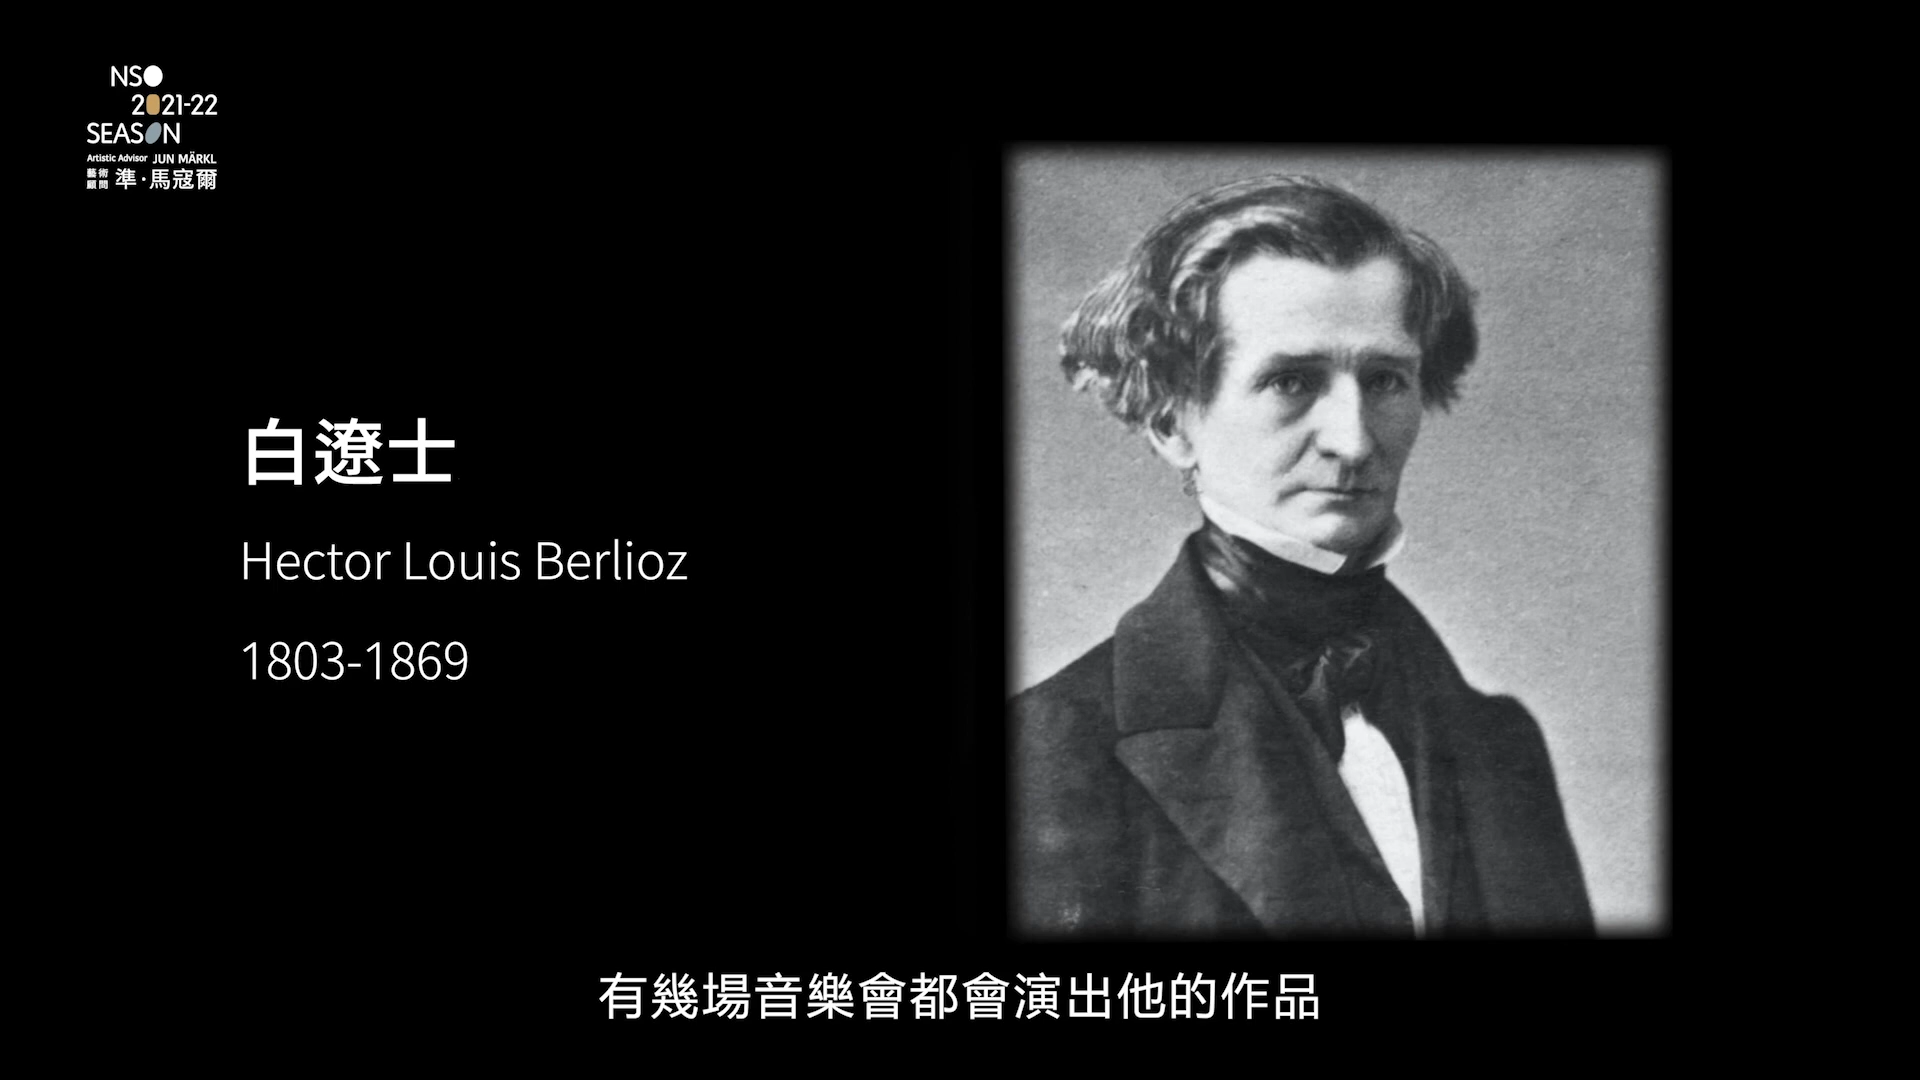 NSO
2021-22
SEASON
Artistic Advisor JUN MÄRKL
藝術顧問 準·馬寇爾
白遼士
Hector Louis Berlioz
1803-1869
有幾場音樂會都會演出他的作品